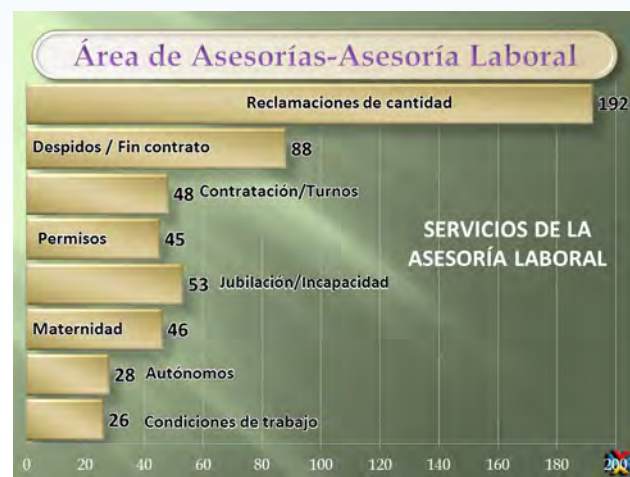 Área de Asesorías-Asesoría Laboral
Reclamaciones de cantidad 192
Despidos / Fin contrato 88
48 Contratación/Turnos
Permisos 45
SERVICIOS DE LA
ASESORÍA LABORAL
53 Jubilación/Incapacidad
Maternidad 46
28 Autónomos
26 Condiciones de trabajo
0 20 40 60 80 100 120 140 160 180 200